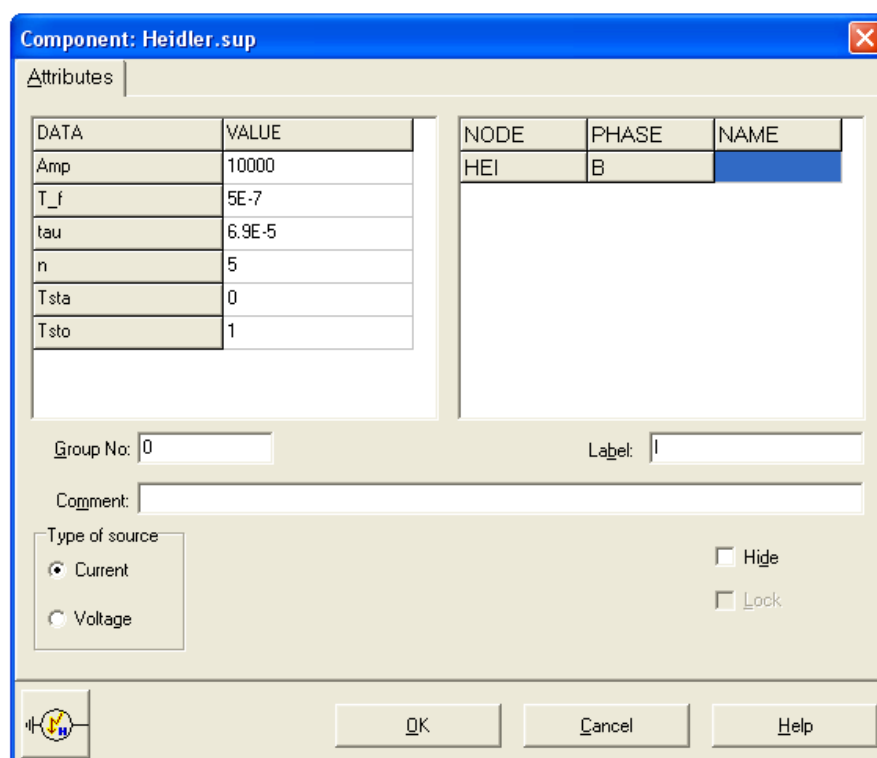 Component: Heidler.sup
Attributes
DATA VALUE
Amp 10000
T_f 5E-7
tau 6.9E-5
n 5
Tsta 0
Tsto 1
NODE PHASE NAME
HEI B
Group No: 0
Label: I
Comment:
Type of source
Current
Voltage
Hide
Lock
H
OK
Cancel
Help